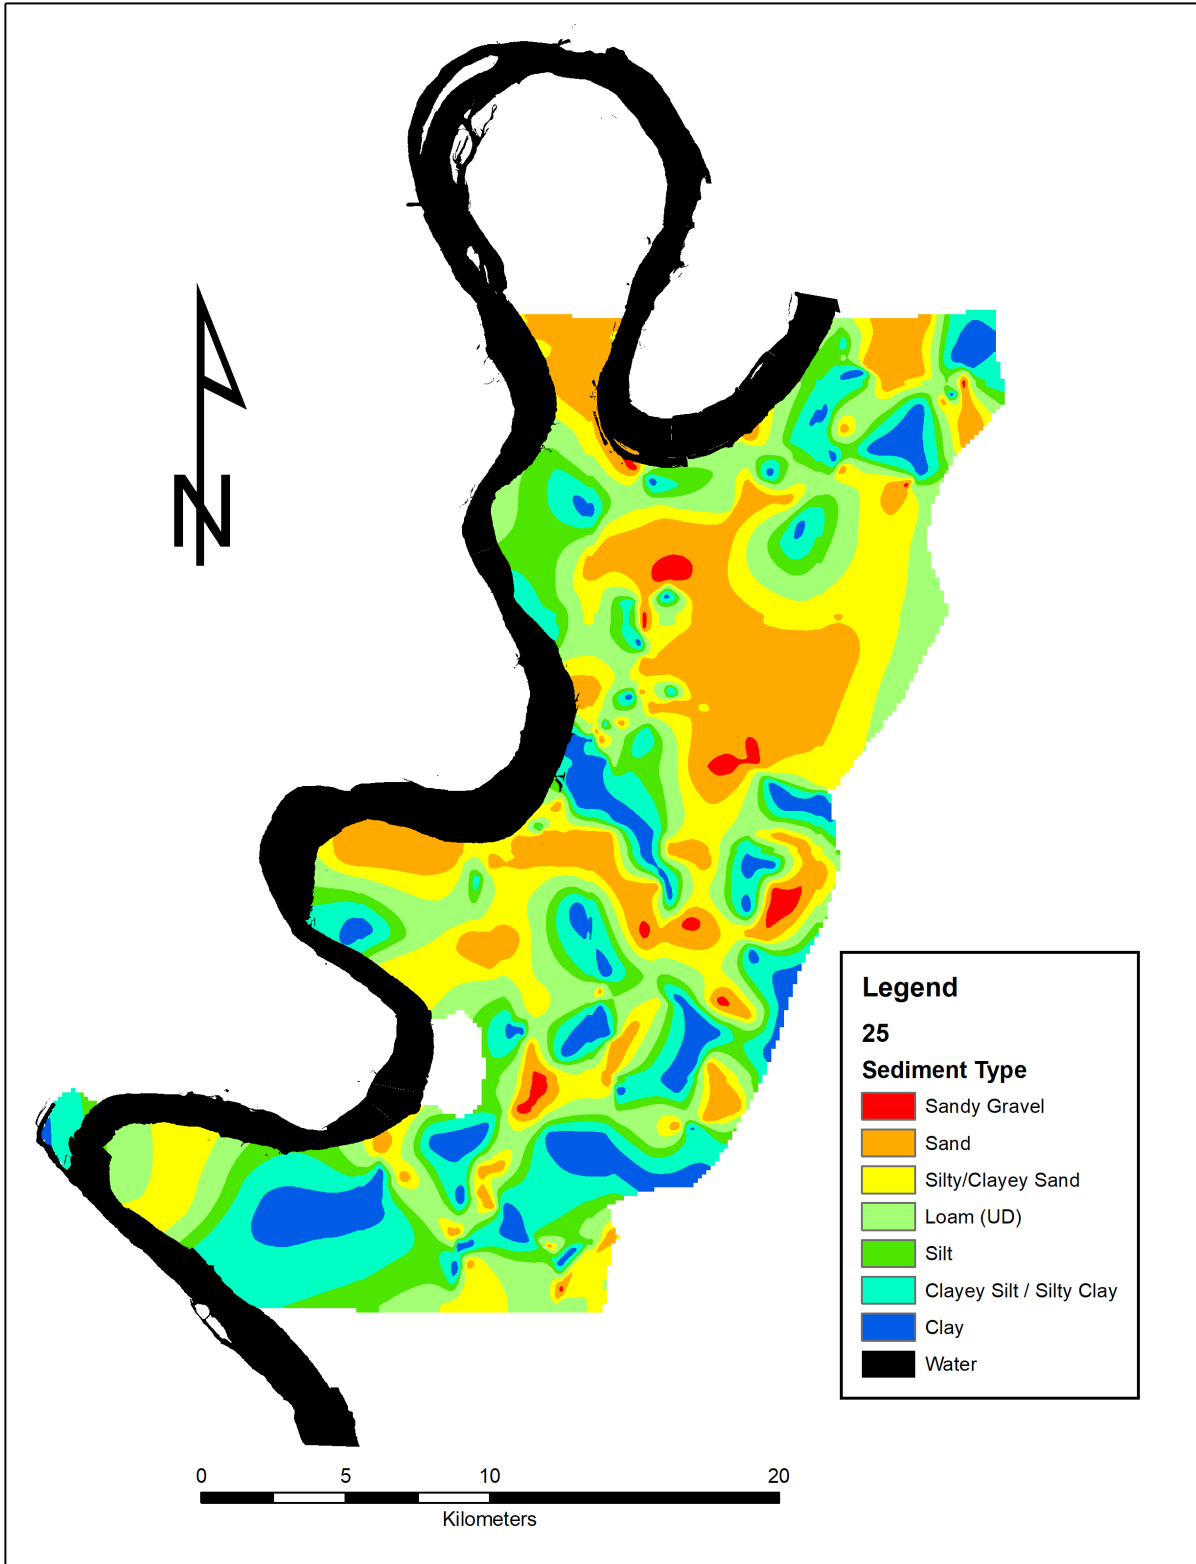 N
Legend
25
Sediment Type
Sandy Gravel
Sand
Silty/Clayey Sand
Loam (UD)
Silt
Clayey Silt / Silty Clay
Clay
Water
0 5 10 20
Kilometers